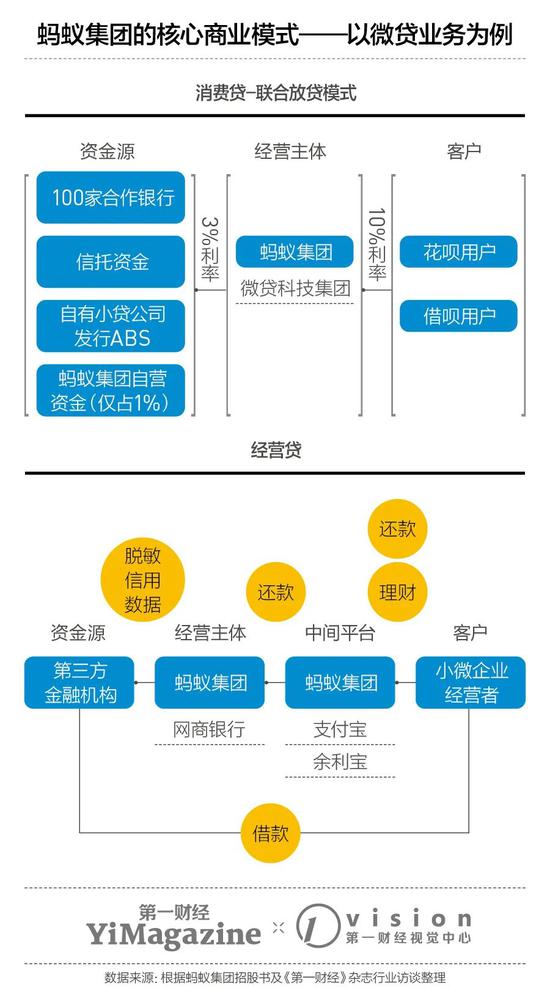 蚂蚁集团的核心商业模式——以微贷业务为例
消费贷-联合放贷模式
资金源
经营主体
客户
100家合作银行
信托资金
自有小贷公司
发行ABS
蚂蚁集团自营
资金(仅占1%)
3%利率
蚂蚁集团
微贷科技集团
10%利率
花呗用户
借呗用户
经营贷
脱敏
信用
数据
还款
还款
理财
资金源
经营主体
中间平台
客户
第三方
金融机构
蚂蚁集团
蚂蚁集团
小微企业
经营者
网商银行
支付宝
余利宝
借款
第一财经
YiMagazine
vision
第一财经视觉中心
数据来源: 根据蚂蚁集团招股书及《第一财经》杂志行业访谈整理